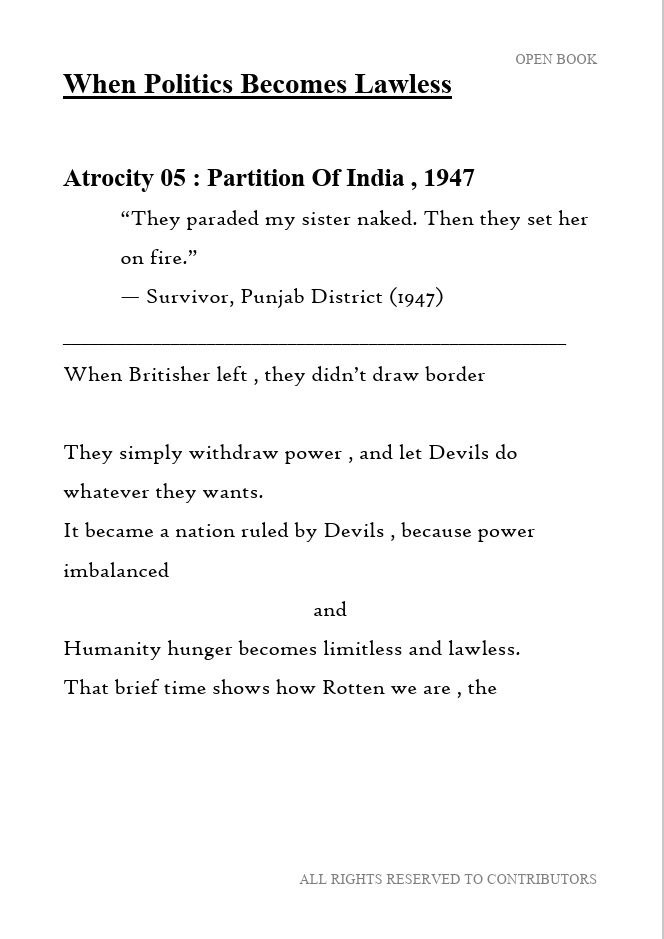 OPEN BOOK
When Politics Becomes Lawless
Atrocity 05 : Partition Of India , 1947
“They paraded my sister naked. Then they set her
on fire.”
— Survivor, Punjab District (1947)
When Britisher left , they didn’t draw border
They simply withdraw power , and let Devils do
whatever they wants.
It became a nation ruled by Devils , because power
imbalanced
and
Humanity hunger becomes limitless and lawless.
That brief time shows how Rotten we are , the
ALL RIGHTS RESERVED TO CONTRIBUTORS